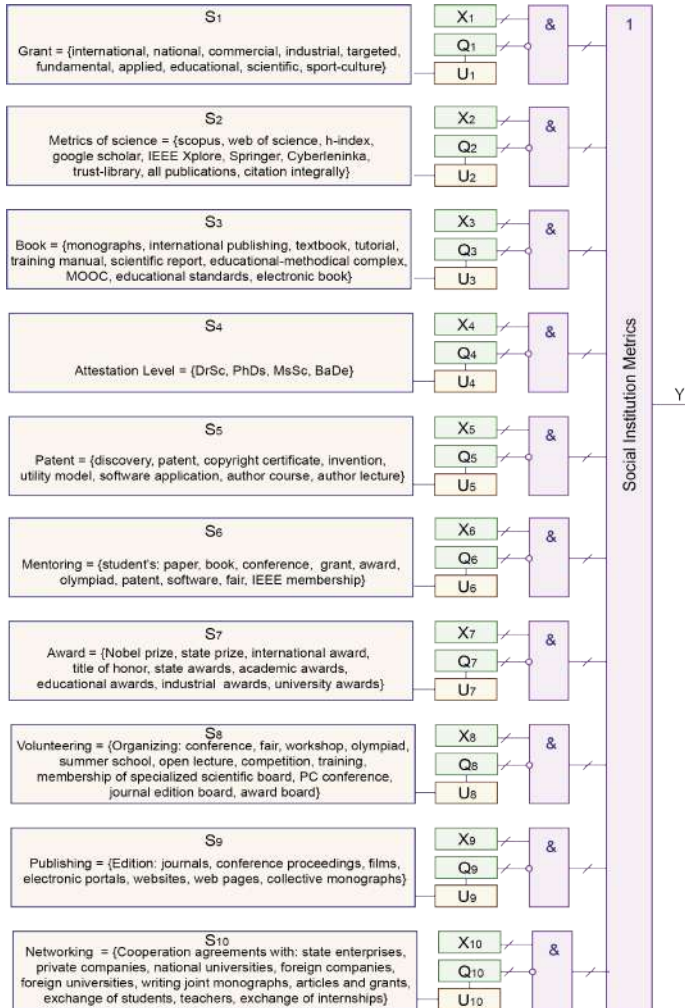 S1
Grant = {international, national, commercial, industrial, targeted,
fundamental, applied, educational, scientific, sport-culture}
X1
Q1
U1
&
1
S2
Metrics of science = {scopus, web of science, h-index,
google scholar, IEEE Xplore, Springer, Cyberleninka,
trust-library, all publications, citation integrally}
X2
Q2
U2
&
S3
Book = {monographs, international publishing, textbook, tutorial,
training manual, scientific report, educational-methodical complex,
MOOC, educational standards, electronic book}
X3
Q3
U3
&
S4
Attestation Level = {DrSc, PhDs, MsSc, BaDe}
X4
Q4
U4
&
Social Institution Metrics
Y
S5
Patent = {discovery, patent, copyright certificate, invention,
utility model, software application, author course, author lecture}
X5
Q5
U5
&
S6
Mentoring = {student's: paper, book, conference, grant, award,
olympiad, patent, software, fair, IEEE membership}
X6
Q6
U6
&
S7
Award = {Nobel prize, state prize, international award,
title of honor, state awards, academic awards,
educational awards, industrial awards, university awards}
X7
Q7
U7
&
S8
Volunteering = {Organizing: conference, fair, workshop, olympiad,
summer school, open lecture, competition, training,
membership of specialized scientific board, PC conference,
journal edition board, award board}
X8
Q8
U8
&
S9
Publishing = {Edition: journals, conference proceedings, films,
electronic portals, websites, web pages, collective monographs}
X9
Q9
U9
&
S10
Networking = {Cooperation agreements with: state enterprises,
private companies, national universities, foreign companies,
foreign universities, writing joint monographs, articles and grants,
exchange of students, teachers, exchange of internships}
X10
Q10
U10
&